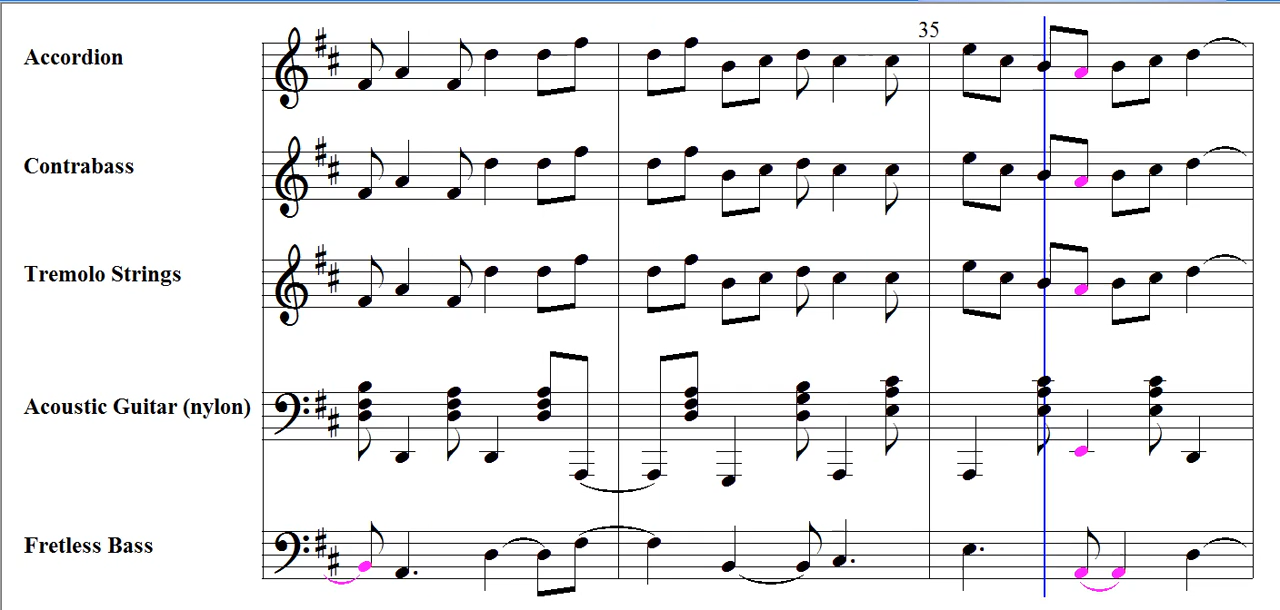 35
Accordion
Contrabass
Tremolo Strings
Acoustic Guitar (nylon)
Fretless Bass